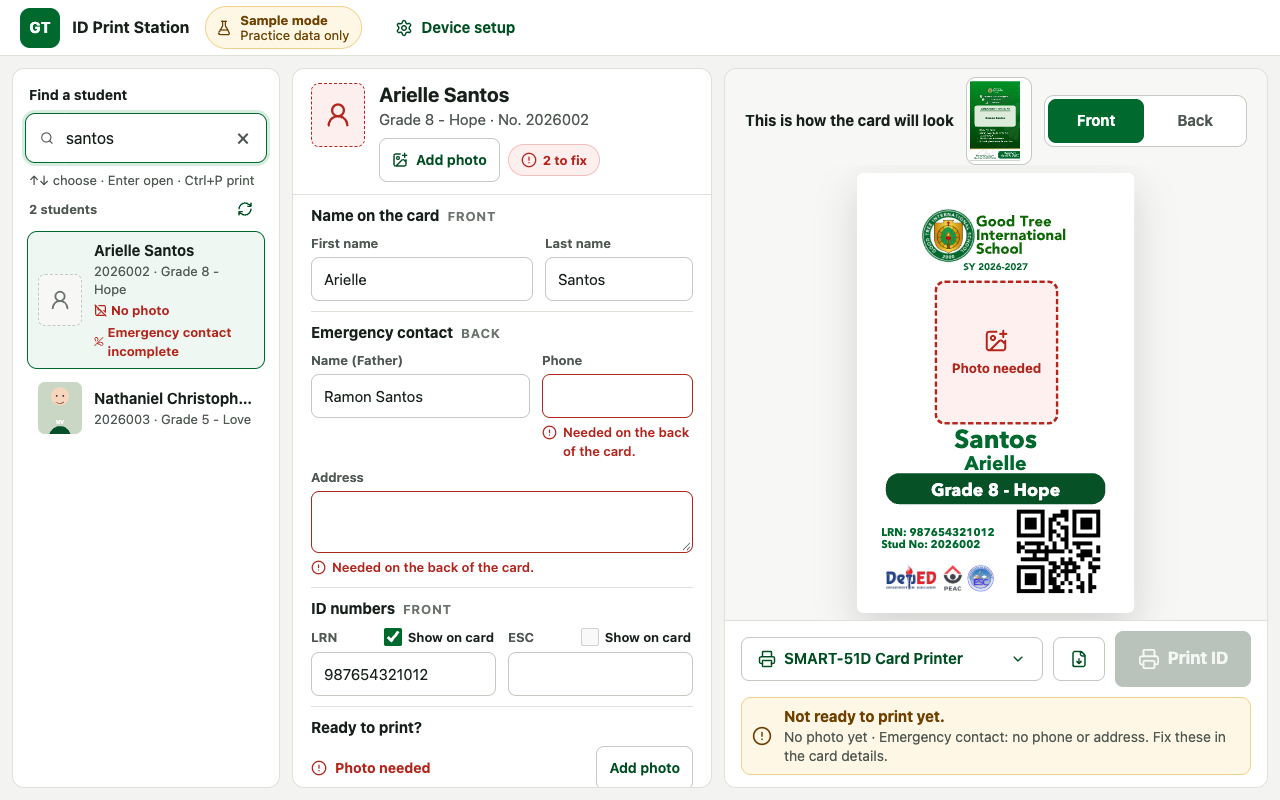 GT
ID Print Station
Sample mode
Practice data only
Device setup
Find a student
santos
↑↓ choose · Enter open · Ctrl+P print
2 students
Arielle Santos
2026002 · Grade 8 -
Hope
No photo
Emergency contact
incomplete
Nathaniel Christoph...
2026003 · Grade 5 - Love
Arielle Santos
Grade 8 - Hope · No. 2026002
Add photo
2 to fix
Name on the card FRONT
First name
Last name
Arielle
Santos
Emergency contact BACK
Name (Father)
Phone
Ramon Santos
Needed on the back
of the card.
Address
Needed on the back of the card.
ID numbers FRONT
LRN
Show on card
ESC
Show on card
987654321012
Ready to print?
Photo needed
Add photo
This is how the card will look
Front
Back
Good Tree
International
School
SY 2026-2027
Photo needed
Santos
Arielle
Grade 8 - Hope
LRN: 987654321012
Stud No: 2026002
DepED
PEAC
ESC
SMART-51D Card Printer
Print ID
Not ready to print yet.
No photo yet · Emergency contact: no phone or address. Fix these in
the card details.